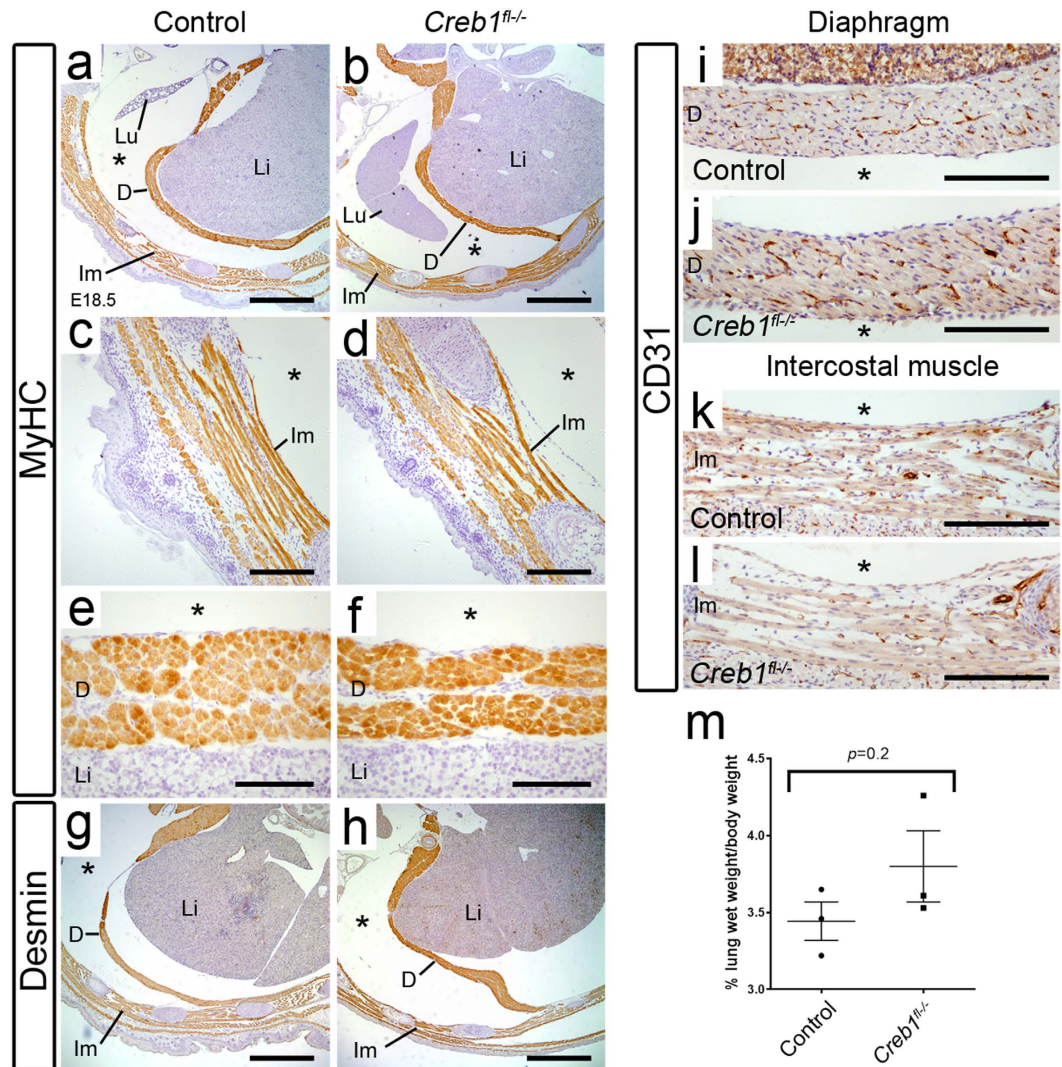 Control
Creb1fl-/-
Diaphragm
MyHC
a
Lu
*
D
Li
Im
E18.5
b
Li
Lu
D
*
Im
c
*
Im
d
*
Im
e
*
D
Li
f
*
Desmin
g
*
Li
D
Im
h
*
Li
D
Im
CD31
i
D
Control
*
j
D
Creb1fl-/-
*
Intercostal muscle
k
*
Im
Control
l
*
Im
Creb1fl-/-
m
p=0.2
% lung wet weight/body weight
4.5
4.0
3.5
3.0
Control
Creb1fl-/-